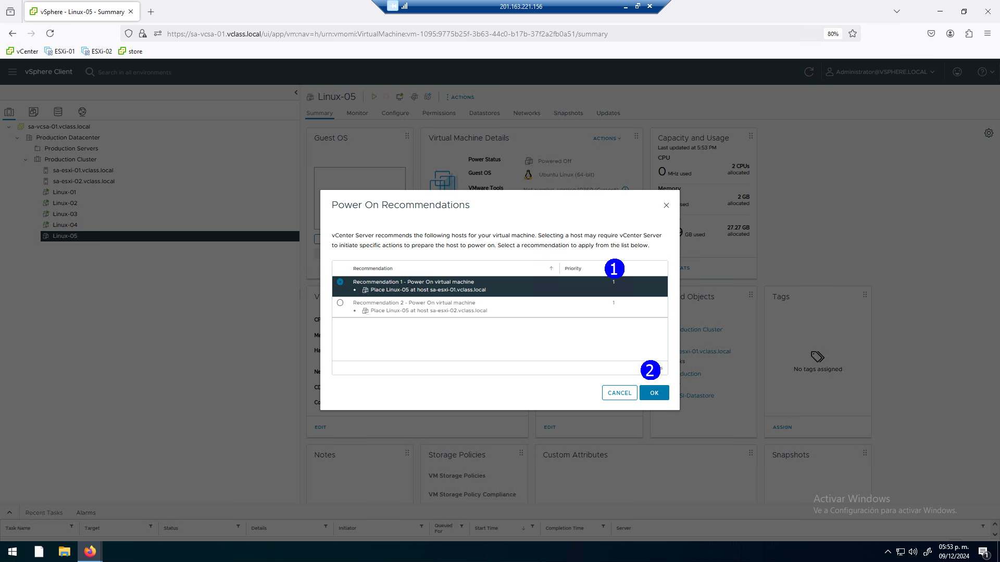 vSphere - Linux-05 - Summary
201.163.221.156
https://sa-vcsa-01.vclass.local/ui/app/vm;nav=h/urn:vmomi:VirtualMachine:vm-1095:9775b25f-3b63-44c0-b17b-37f2a2fb0a51/summary
80%
vCenter
ESXi-01
ESXi-02
store
vSphere Client
Search in all environments
Administrator@VSPHERE.LOCAL
Linux-05
ACTIONS
Summary
Monitor
Configure
Permissions
Datastores
Networks
Snapshots
Updates
sa-vcsa-01.vclass.local
Production Datacenter
Production Servers
Production Cluster
sa-esxi-01.vclass.local
sa-esxi-02.vclass.local
Linux-01
Linux-02
Linux-03
Linux-04
Linux-05
Guest OS
Virtual Machine Details
ACTIONS
Power Status
Powered Off
Guest OS
Ubuntu Linux (64-bit)
VMware Tools
Capacity and Usage
Last updated at 5:53 PM
CPU
0 MHz used
2 CPUs
allocated
Memory
2 GB
allocated
27.27 GB
GB used
allocated
Power On Recommendations
vCenter Server recommends the following hosts for your virtual machine. Selecting a host may require vCenter Server
to initiate specific actions to prepare the host to power on. Select a recommendation to apply from the list below.
Recommendation
Priority
1
Recommendation 1 - Power On virtual machine
1
• Place Linux-05 at host sa-esxi-01.vclass.local
Recommendation 2 - Power On virtual machine
1
• Place Linux-05 at host sa-esxi-02.vclass.local
2
CANCEL
OK
d Objects
duction Cluster
esxi-01.vclass.local
duction
SI-Datastore
Tags
No tags assigned
EDIT
EDIT
ASSIGN
Notes
Storage Policies
VM Storage Policies
VM Storage Policy Compliance
Custom Attributes
Snapshots
Activar Windows
Ve a Configuración para activar Windows.
Recent Tasks
Alarms
Task Name
Target
Status
Details
Initiator
Queued
For
Start Time
Completion Time
Server
05:53 p. m.
09/12/2024
1